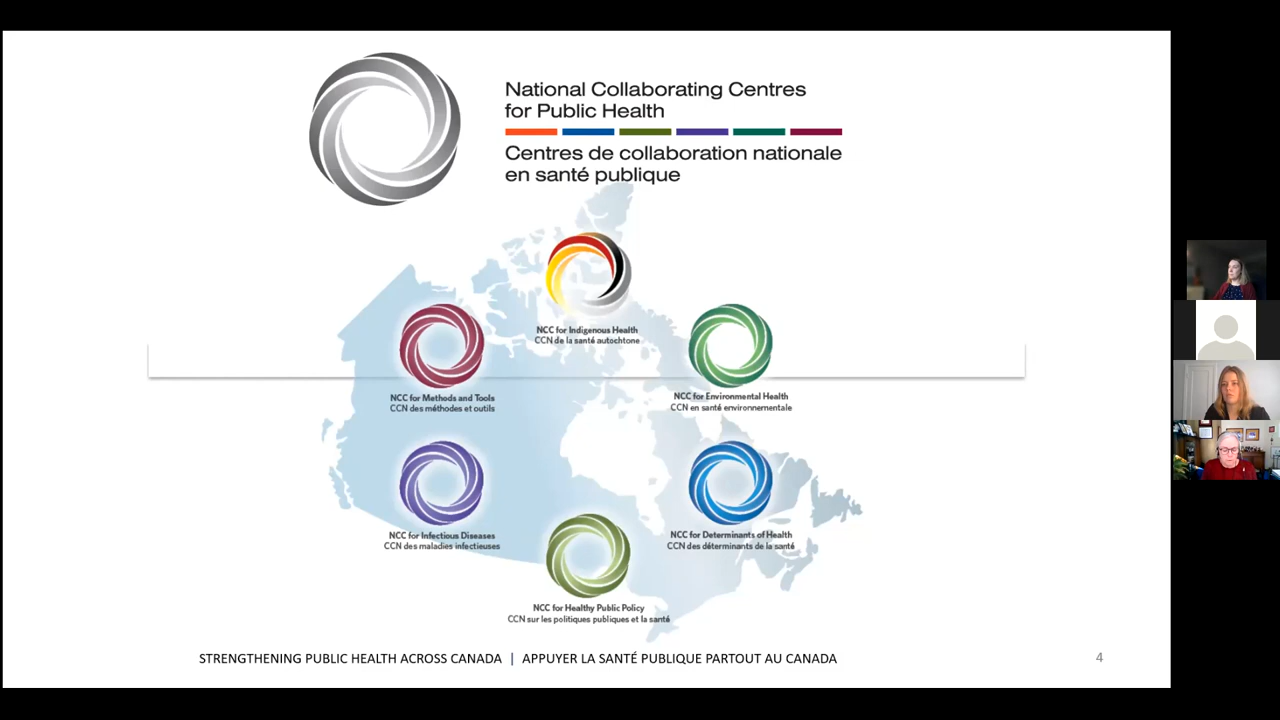 National Collaborating Centres
for Public Health
Centres de collaboration nationale
en santé publique
NCC for Indigenous Health
CCN de la santé autochtone
NCC for Methods and Tools
CCN des méthodes et outils
NCC for Environmental Health
CCN en santé environnementale
NCC for Infectious Diseases
CCN des maladies infectieuses
NCC for Determinants of Health
CCN des déterminants de la santé
NCC for Healthy Public Policy
CCN sur les politiques publiques et la santé
STRENGTHENING PUBLIC HEALTH ACROSS CANADA | APPUYER LA SANTÉ PUBLIQUE PARTOUT AU CANADA
4